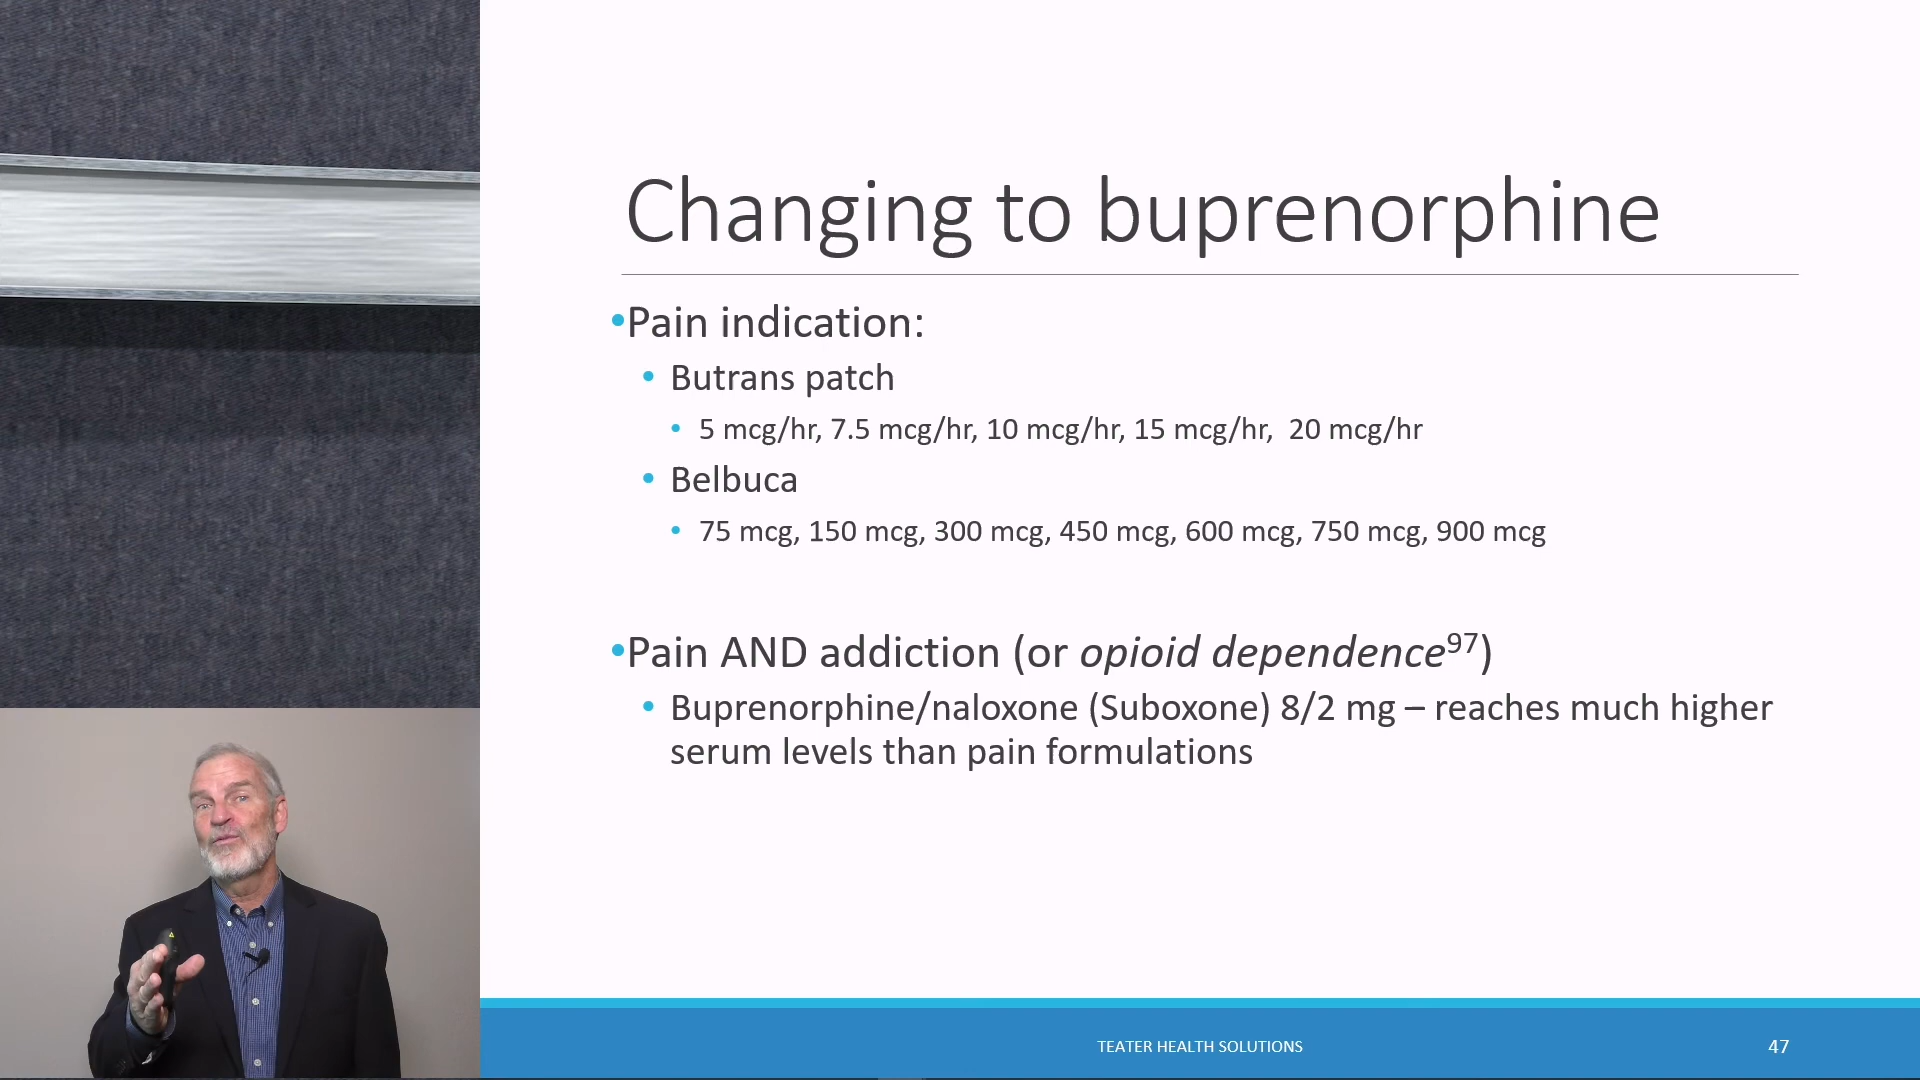 Changing to buprenorphine
•Pain indication:
• Butrans patch
• 5 mcg/hr, 7.5 mcg/hr, 10 mcg/hr, 15 mcg/hr,  20 mcg/hr
• Belbuca
• 75 mcg, 150 mcg, 300 mcg, 450 mcg, 600 mcg, 750 mcg, 900 mcg
•Pain AND addiction (or opioid dependence97)
• Buprenorphine/naloxone (Suboxone) 8/2 mg – reaches much higher
serum levels than pain formulations
TEATER HEALTH SOLUTIONS
47